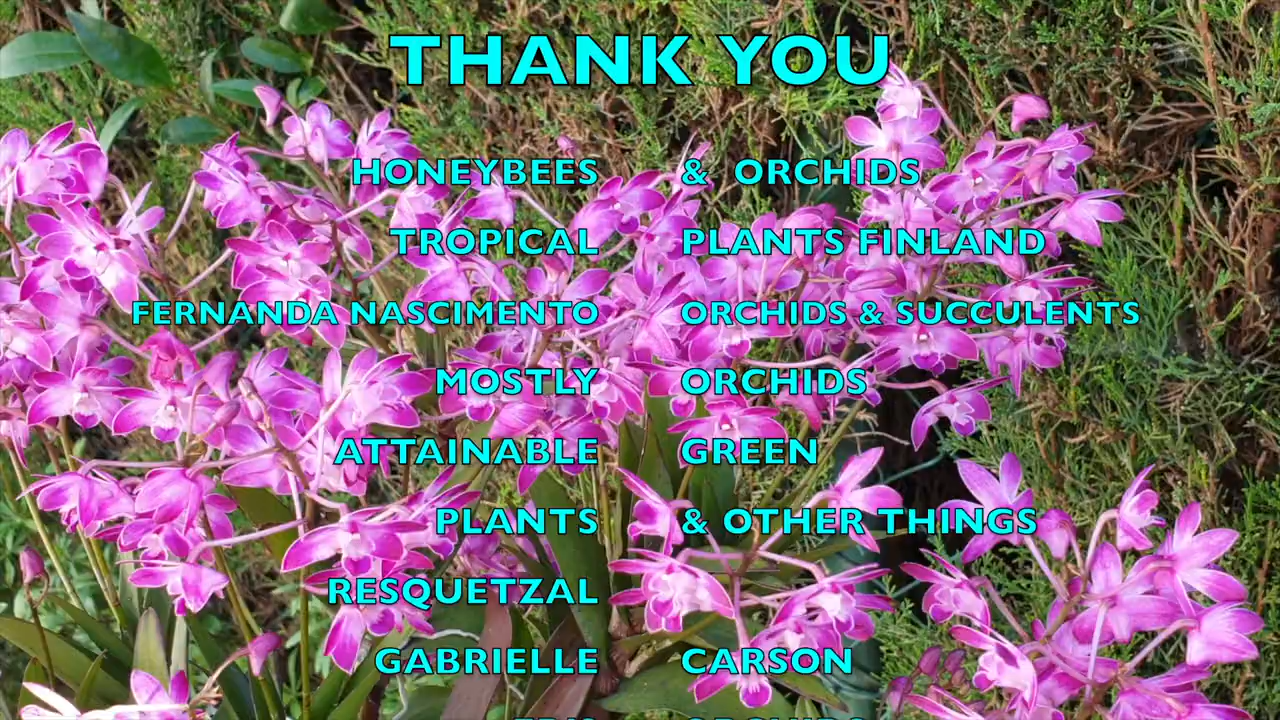 THANK YOU
HONEYBEES & ORCHIDS
TROPICAL PLANTS FINLAND
FERNANDA NASCIMENTO ORCHIDS & SUCCULENTS
MOSTLY ORCHIDS
ATTAINABLE GREEN
PLANTS & OTHER THINGS
RESQUETZAL
GABRIELLE CARSON